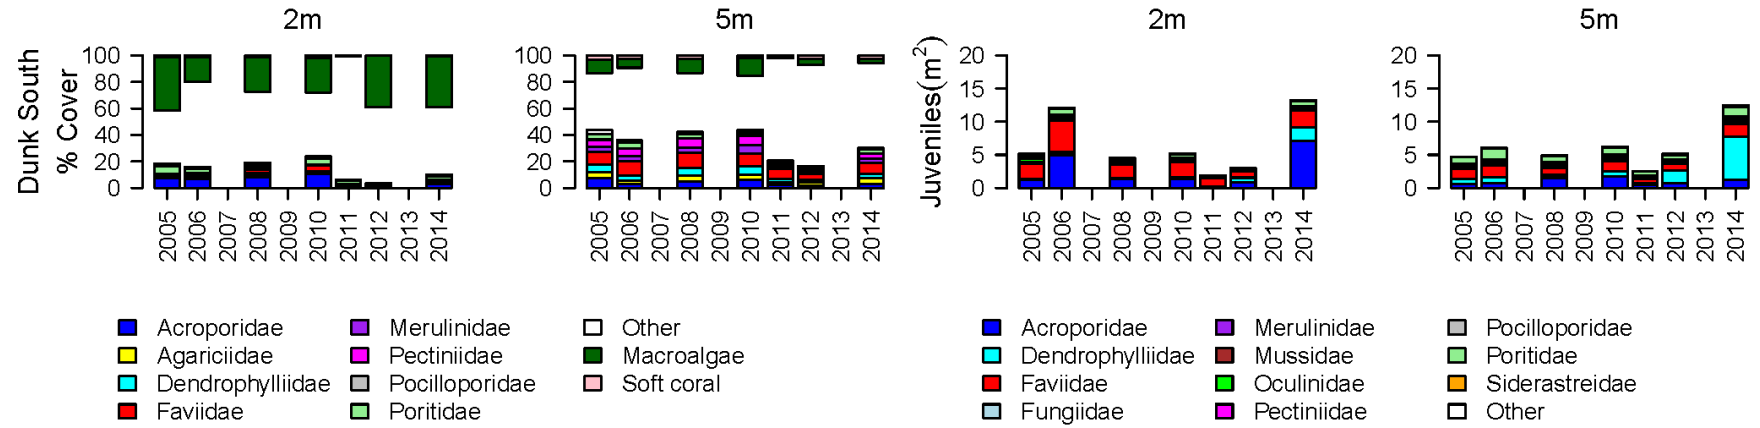 2m
5m
2m
5m
Dunk South
% Cover
100
80
60
40
20
0
2005
2006
2007
2008
2009
2010
2011
2012
2013
2014
100
80
60
40
20
0
2005
2006
2007
2008
2009
2010
2011
2012
2013
2014
Juveniles(m²)
20
15
10
5
0
2005
2006
2007
2008
2009
2010
2011
2012
2013
2014
20
15
10
5
0
2005
2006
2007
2008
2009
2010
2011
2012
2013
2014
Acroporidae
Agariciidae
Dendrophylliidae
Faviidae
Merulinidae
Pectiniidae
Pocilloporidae
Poritidae
Other
Macroalgae
Soft coral
Acroporidae
Dendrophylliidae
Faviidae
Fungiidae
Merulinidae
Mussidae
Oculinidae
Pectiniidae
Pocilloporidae
Poritidae
Siderastreidae
Other